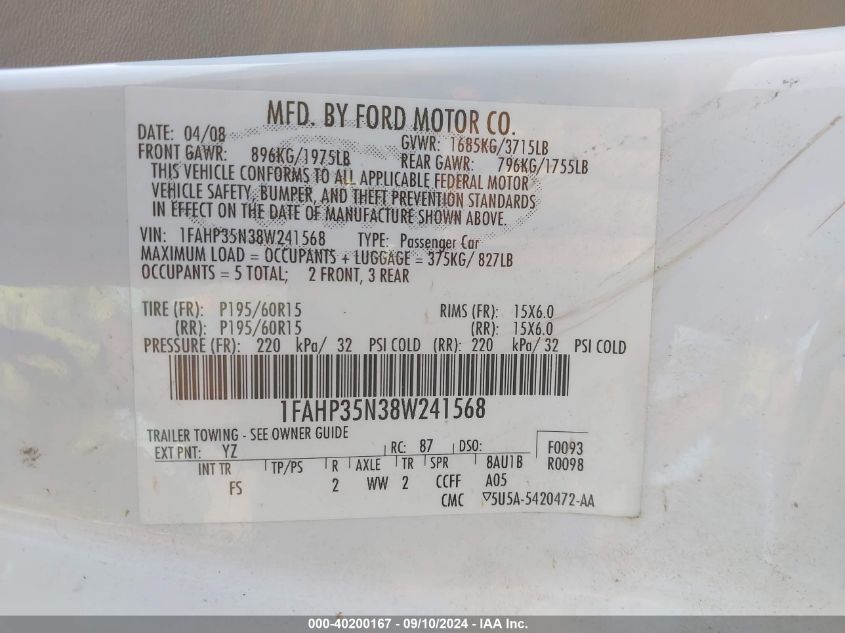 MFD. BY FORD MOTOR CO.
DATE: 04/08 GVWR: 1685KG/3715LB
FRONT GAWR: 896KG/1975LB REAR GAWR: 796KG/1755LB
THIS VEHICLE CONFORMS TO ALL APPLICABLE FEDERAL MOTOR
VEHICLE SAFETY, BUMPER, AND THEFT PREVENTION STANDARDS
IN EFFECT ON THE DATE OF MANUFACTURE SHOWN ABOVE.
VIN: 1FAHP35N38W241568 TYPE: Passenger Car
MAXIMUM LOAD = OCCUPANTS + LUGGAGE = 375KG/ 827LB
OCCUPANTS = 5 TOTAL; 2 FRONT, 3 REAR
TIRE (FR): P195/60R15 RIMS (FR): 15X6.0
(RR): P195/60R15 (RR): 15X6.0
PRESSURE (FR): 220 kPa/ 32 PSI COLD (RR): 220 kPa/ 32 PSI COLD
1FAHP35N38W241568
TRAILER TOWING - SEE OWNER GUIDE
EXT PNT: YZ RC: 87 DSO: F0093
INT TR TP/PS R AXLE TR SPR 8AU1B R0098
FS 2 WW 2 CCFF A05
CMC ▽5U5A-5420472-AA
000-40200167 - 09/10/2024 - IAA Inc.